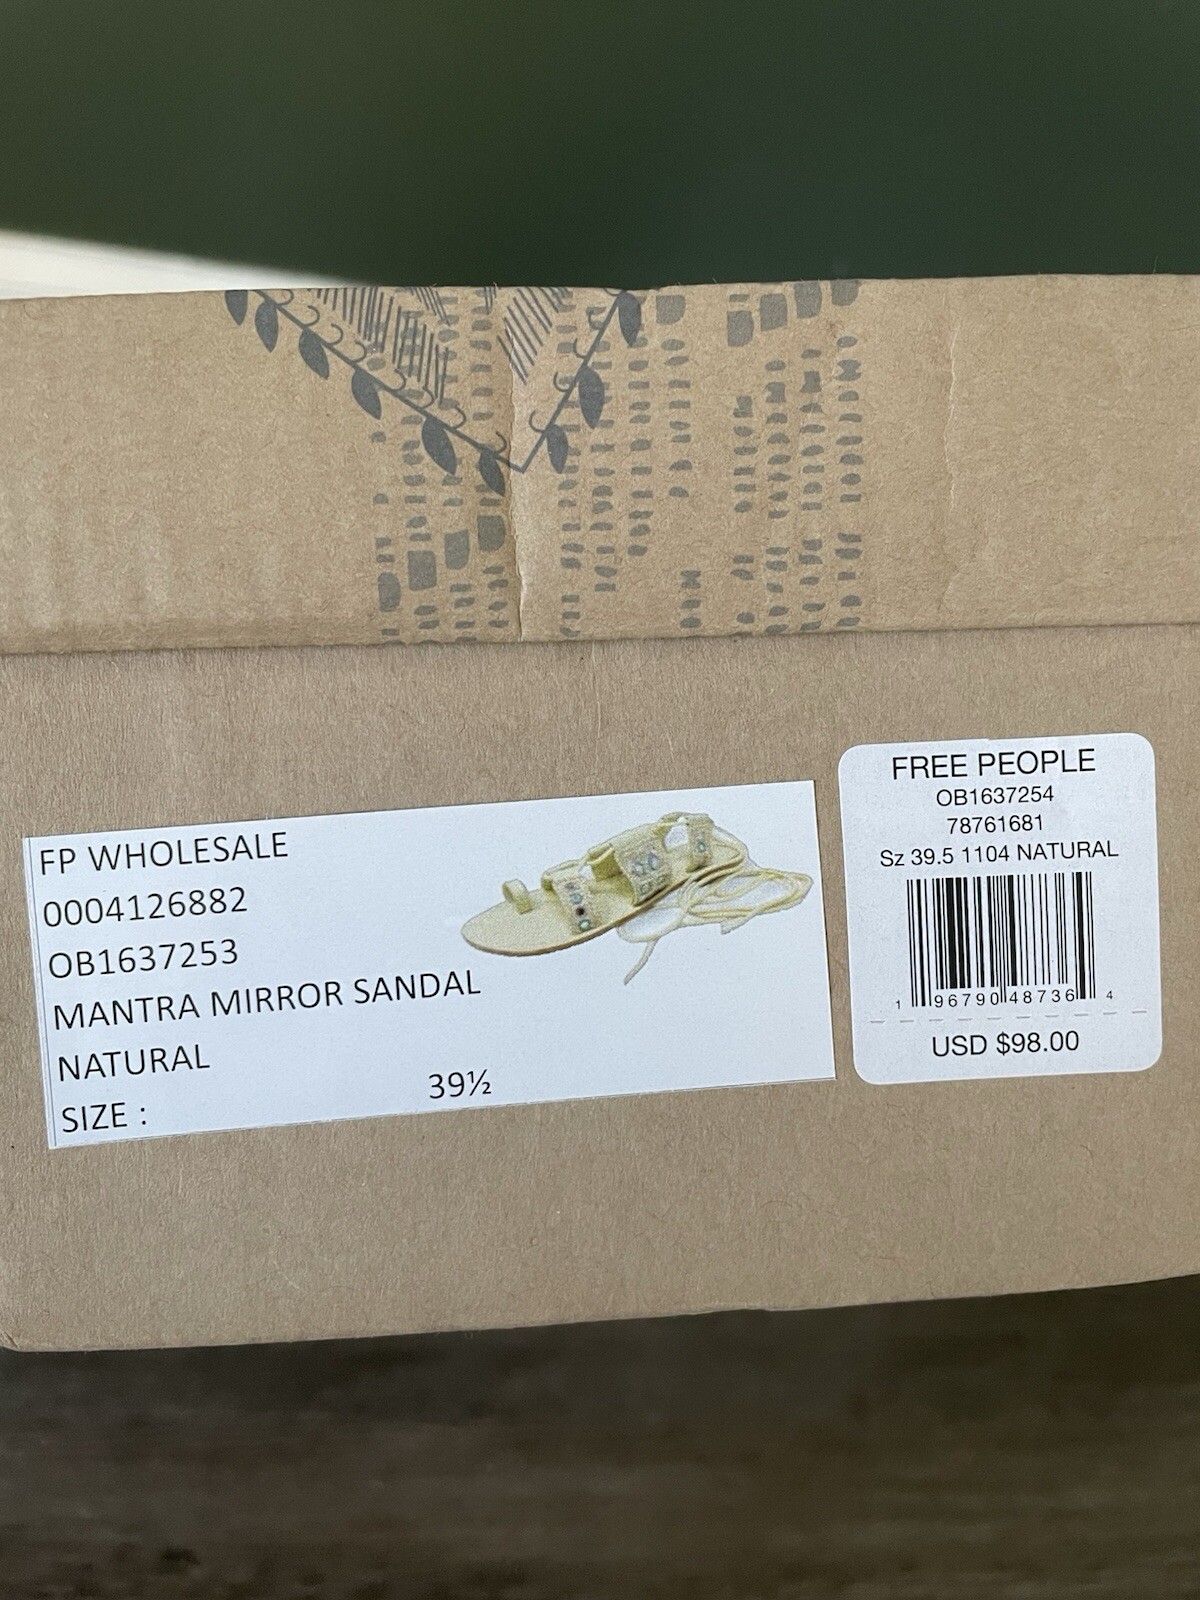 FP WHOLESALE
0004126882
OB1637253
MANTRA MIRROR SANDAL
NATURAL
SIZE : 39½
FREE PEOPLE
OB1637254
78761681
Sz 39.5 1104 NATURAL
1 96790 48736 4
USD $98.00